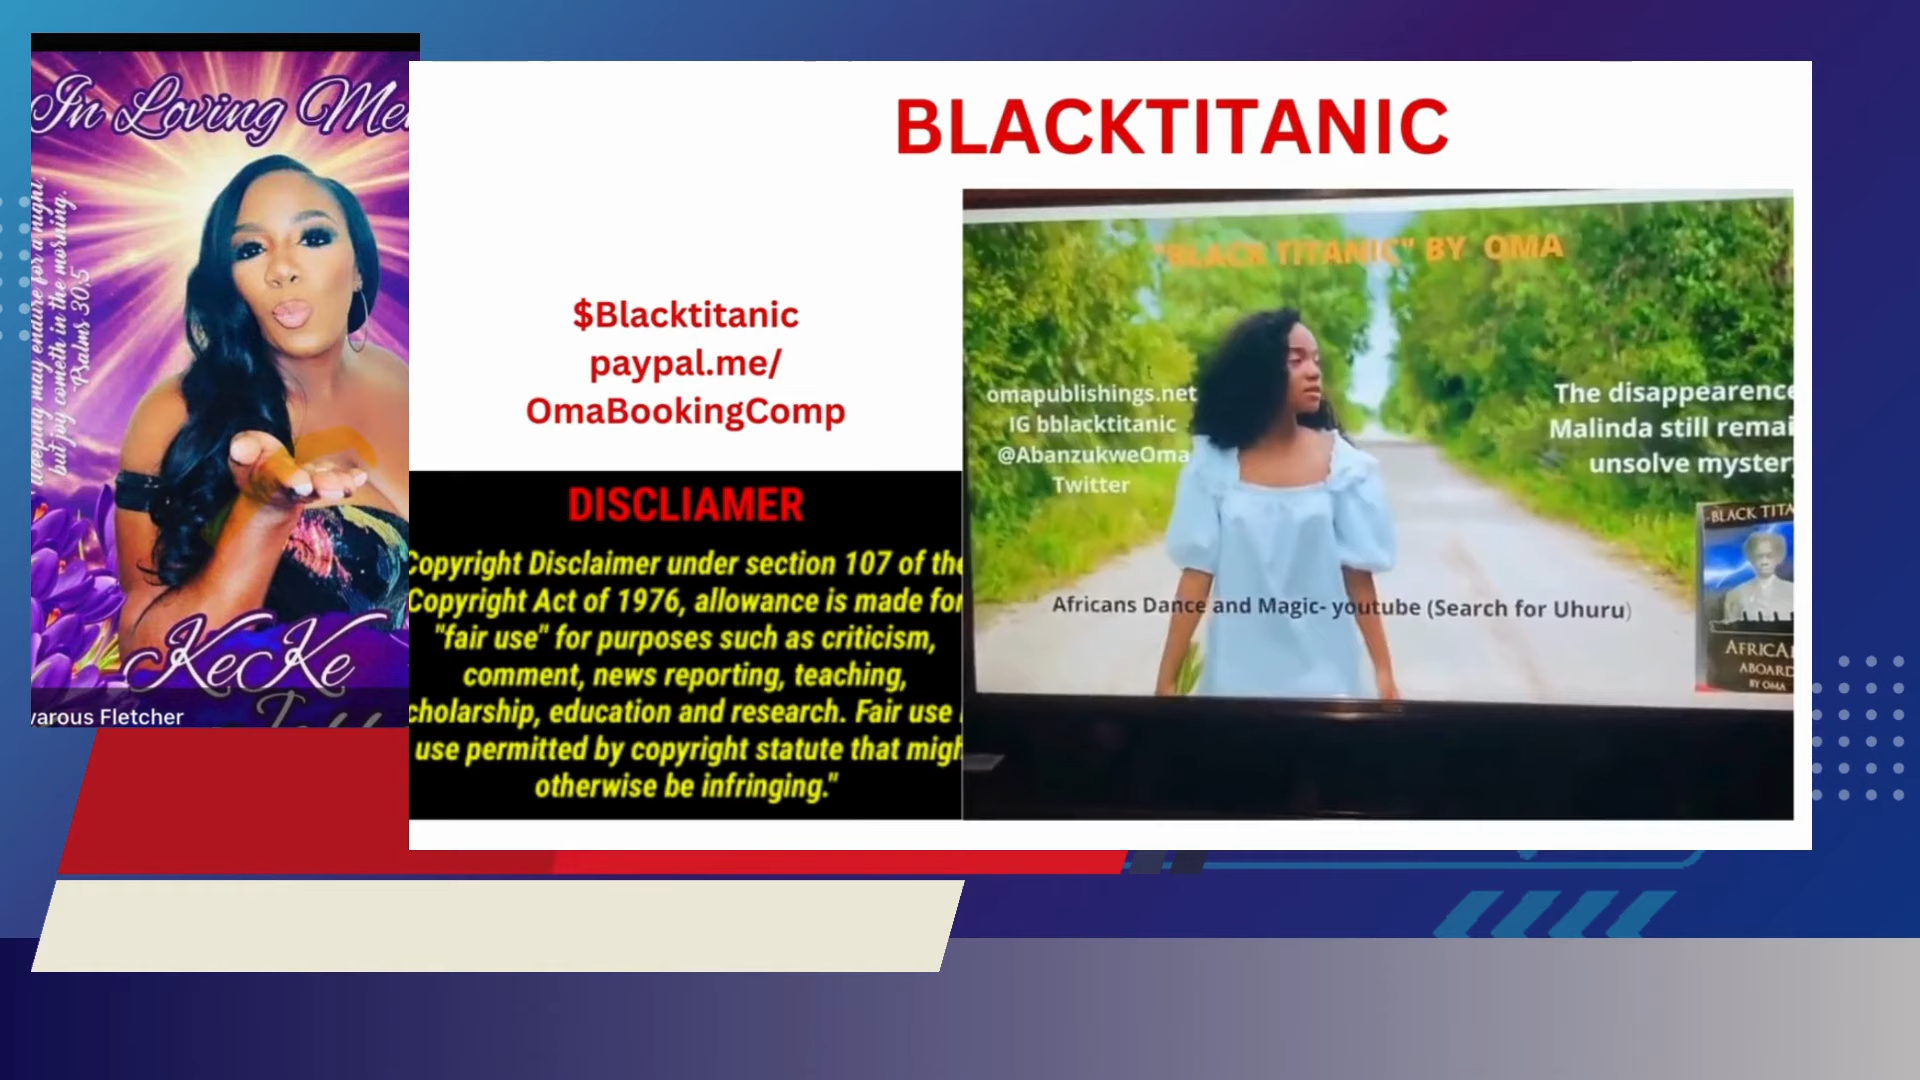 In Loving Me
Weeping may endure for a night,
but joy cometh in the morning.
-Psalms 30:5
KeKe
varous Fletcher
BLACKTITANIC
$Blacktitanic
paypal.me/
OmaBookingComp
DISCLIAMER
Copyright Disclaimer under section 107 of the
Copyright Act of 1976, allowance is made for
"fair use" for purposes such as criticism,
comment, news reporting, teaching,
cholarship, education and research. Fair use
use permitted by copyright statute that migh
otherwise be infringing."
"BLACK TITANIC" BY OMA
omapublishings.net
IG bblacktitanic
@AbanzukweOma
Twitter
The disappearence
Malinda still remai
unsolve mystery
Africans Dance and Magic- youtube (Search for Uhuru)
BLACK TITA
AFRICA
ABOARD
BY OMA